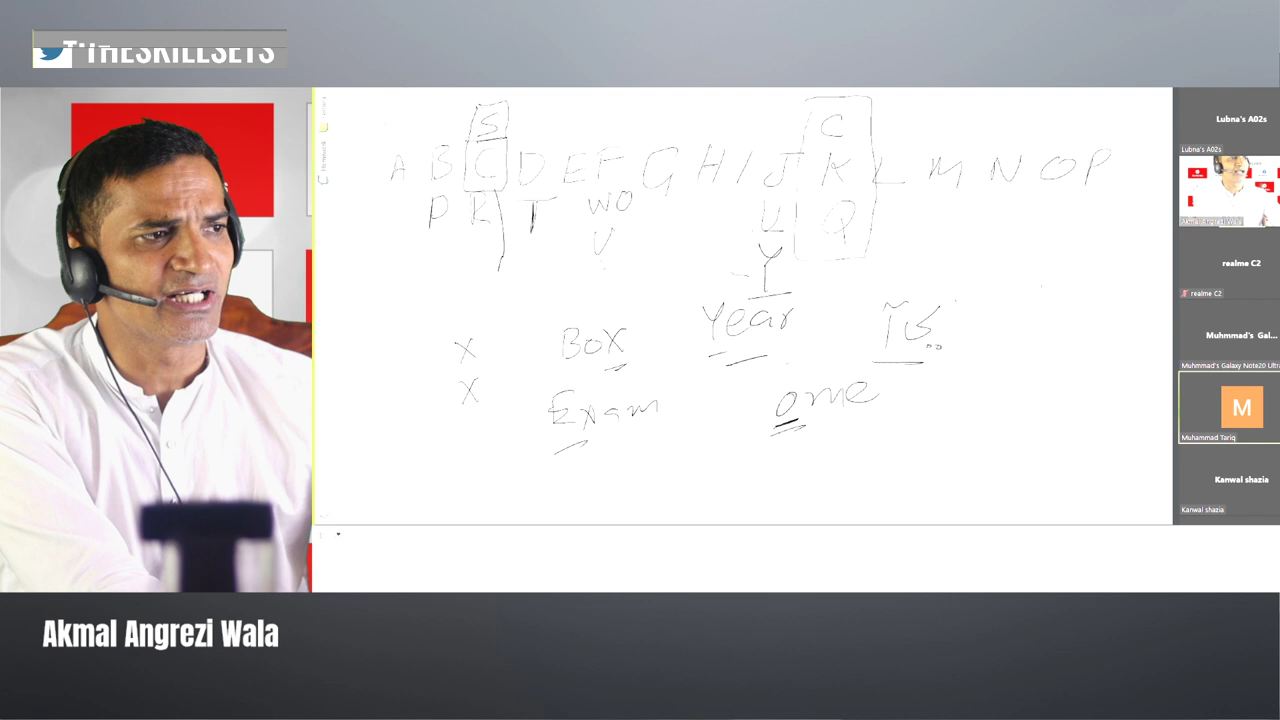 THESKILLSETS
S C
A B C D E F G H I J K L M N O P
P K T WO U Q
V
Y
Box Year
X
X
Exam ome
Lubna's A02s
Lubna's A02s
realme C2
realme C2
Muhmmad's Gal...
Muhmmad's Galaxy Note20 Ultra
M
Muhammad Tariq
Kanwal shazia
Kanwal shazia
Akmal Angrezi Wala